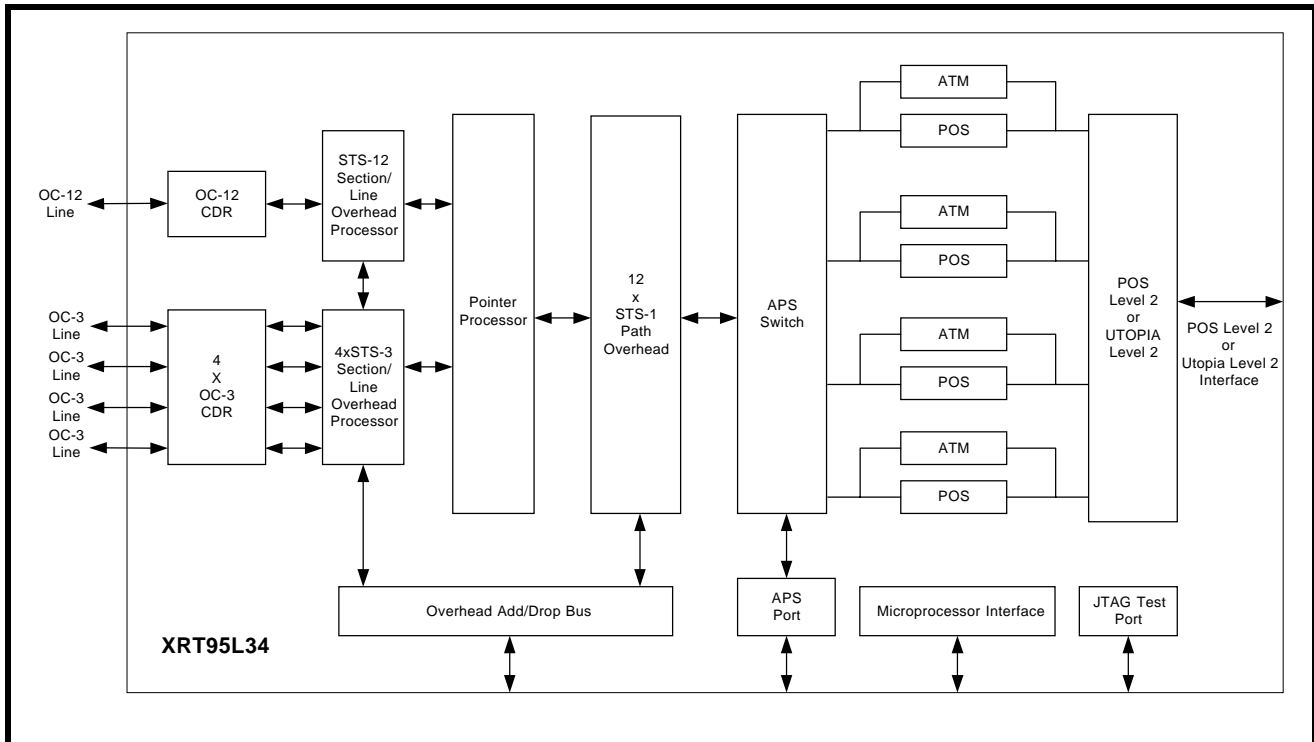 OC-12
Line
OC-12
CDR
STS-12
Section/
Line
Overhead
Processor
OC-3
Line
OC-3
Line
OC-3
Line
OC-3
Line
4
X
OC-3
CDR
4xSTS-3
Section/
Line
Overhead
Processor
Pointer
Processor
12
x
STS-1
Path
Overhead
APS
Switch
ATM
POS
ATM
POS
ATM
POS
ATM
POS
POS
Level 2
or
UTOPIA
Level 2
POS Level 2
or
Utopia Level 2
Interface
Overhead Add/Drop Bus
APS
Port
Microprocessor Interface
JTAG Test
Port
XRT95L34